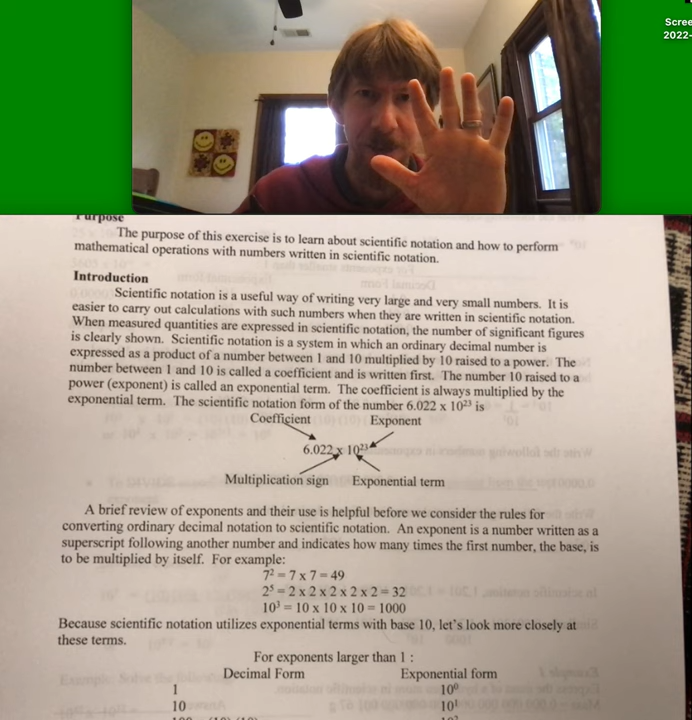 Scree
2022-
Purpose
The purpose of this exercise is to learn about scientific notation and how to perform
mathematical operations with numbers written in scientific notation.
Introduction
Scientific notation is a useful way of writing very large and very small numbers. It is
easier to carry out calculations with such numbers when they are written in scientific notation.
When measured quantities are expressed in scientific notation, the number of significant figures
is clearly shown. Scientific notation is a system in which an ordinary decimal number is
expressed as a product of a number between 1 and 10 multiplied by 10 raised to a power. The
number between 1 and 10 is called a coefficient and is written first. The number 10 raised to a
power (exponent) is called an exponential term. The coefficient is always multiplied by the
exponential term. The scientific notation form of the number 6.022 x 10²³ is
Coefficient Exponent
6.022 x 10²³
Multiplication sign Exponential term
A brief review of exponents and their use is helpful before we consider the rules for
converting ordinary decimal notation to scientific notation. An exponent is a number written as a
superscript following another number and indicates how many times the first number, the base, is
to be multiplied by itself. For example:
7² = 7 x 7 = 49
2⁵ = 2 x 2 x 2 x 2 x 2 = 32
10³ = 10 x 10 x 10 = 1000
Because scientific notation utilizes exponential terms with base 10, let's look more closely at
these terms.
For exponents larger than 1 :
Decimal Form Exponential form
1 10⁰
10 10¹